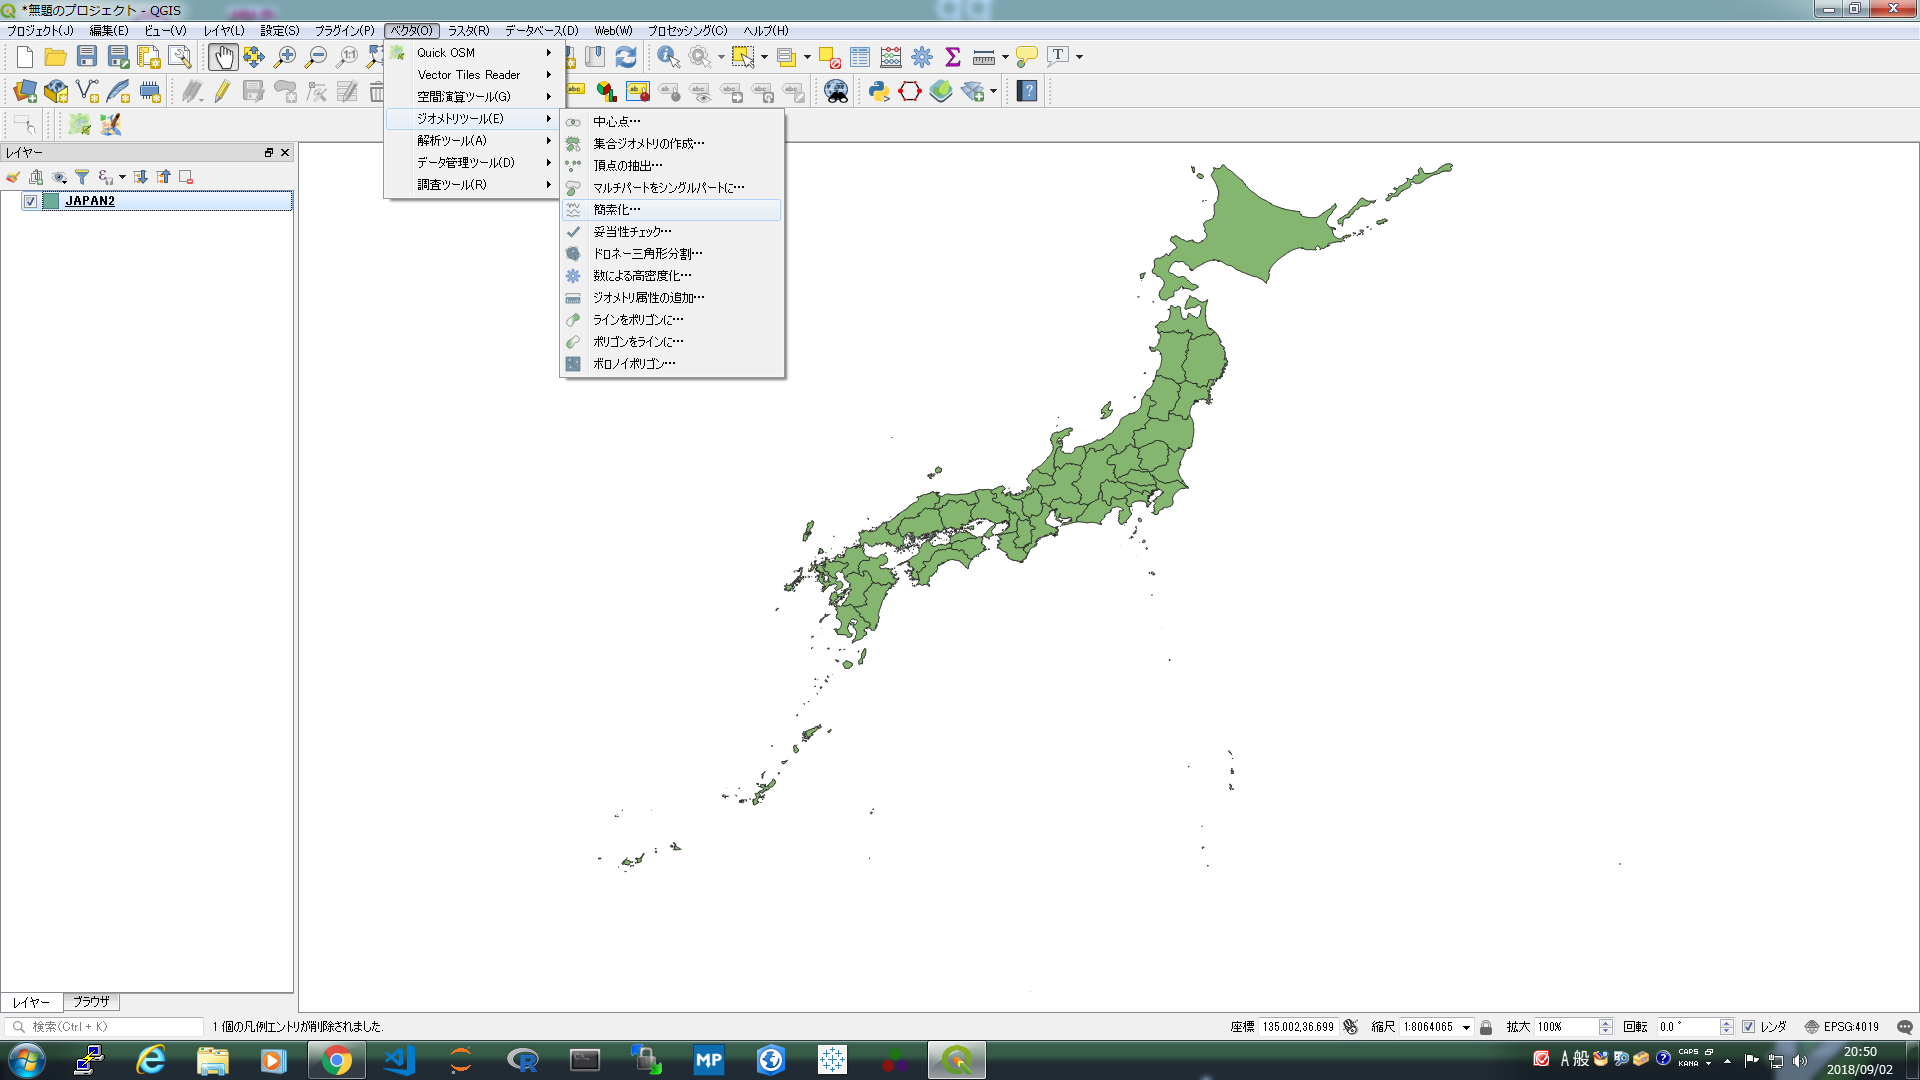 *無題のプロジェクト - QGIS
プロジェクト(J) 編集(E) ビュー(V) レイヤ(L) 設定(S) プラグイン(P) ベクタ(O) ラスタ(R) データベース(D) Web(W) プロセッシング(C) ヘルプ(H)
Quick OSM
Vector Tiles Reader
空間演算ツール(G)
ジオメトリツール(E)
解析ツール(A)
データ管理ツール(D)
調査ツール(R)
中心点…
集合ジオメトリの作成…
頂点の抽出…
マルチパートをシングルパートに…
簡素化…
妥当性チェック…
ドロネー三角形分割…
数による高密度化…
ジオメトリ属性の追加…
ラインをポリゴンに…
ポリゴンをラインに…
ボロノイポリゴン…
レイヤー
JAPAN2
レイヤー ブラウザ
検索(Ctrl + K) 1 個の凡例エントリが削除されました. 座標 135.002,36.699 縮尺 1:8064065 拡大 100% 回転 0.0 ° レンダ EPSG:4019
MP
A 般 CAPS KANA
20:50
2018/09/02